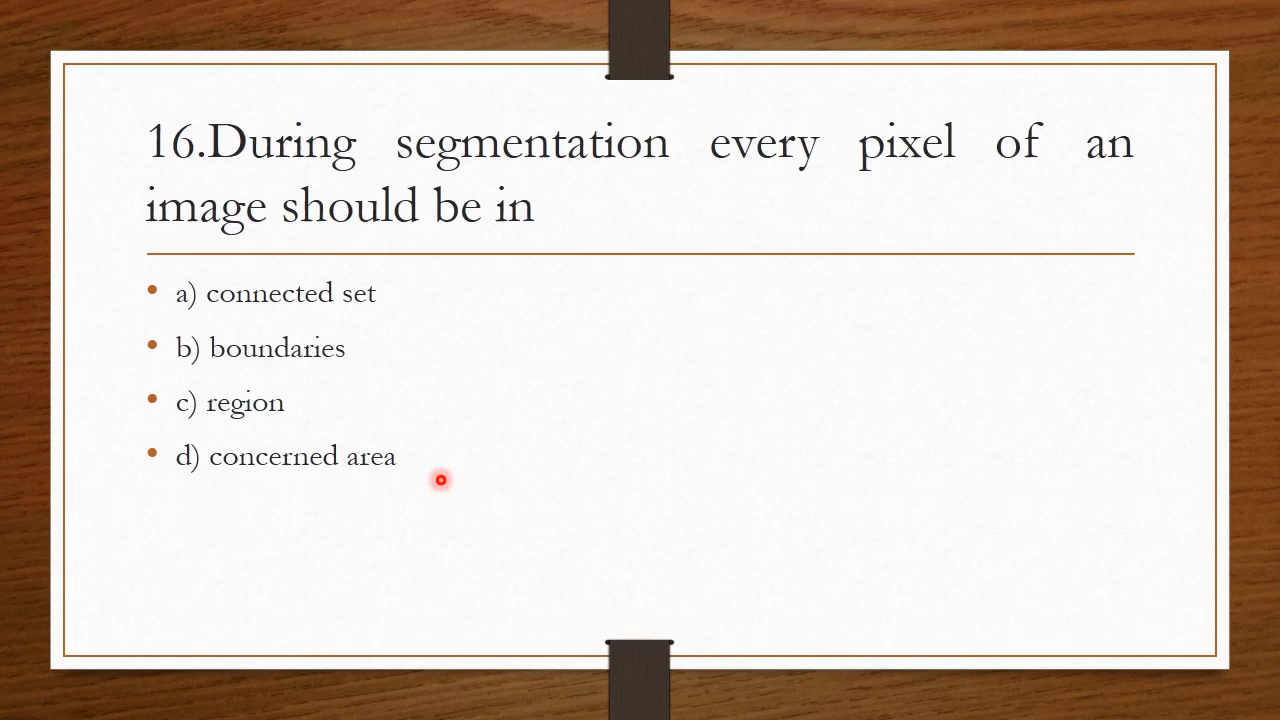 16.During segmentation every pixel of an
image should be in
• a) connected set
• b) boundaries
• c) region
• d) concerned area